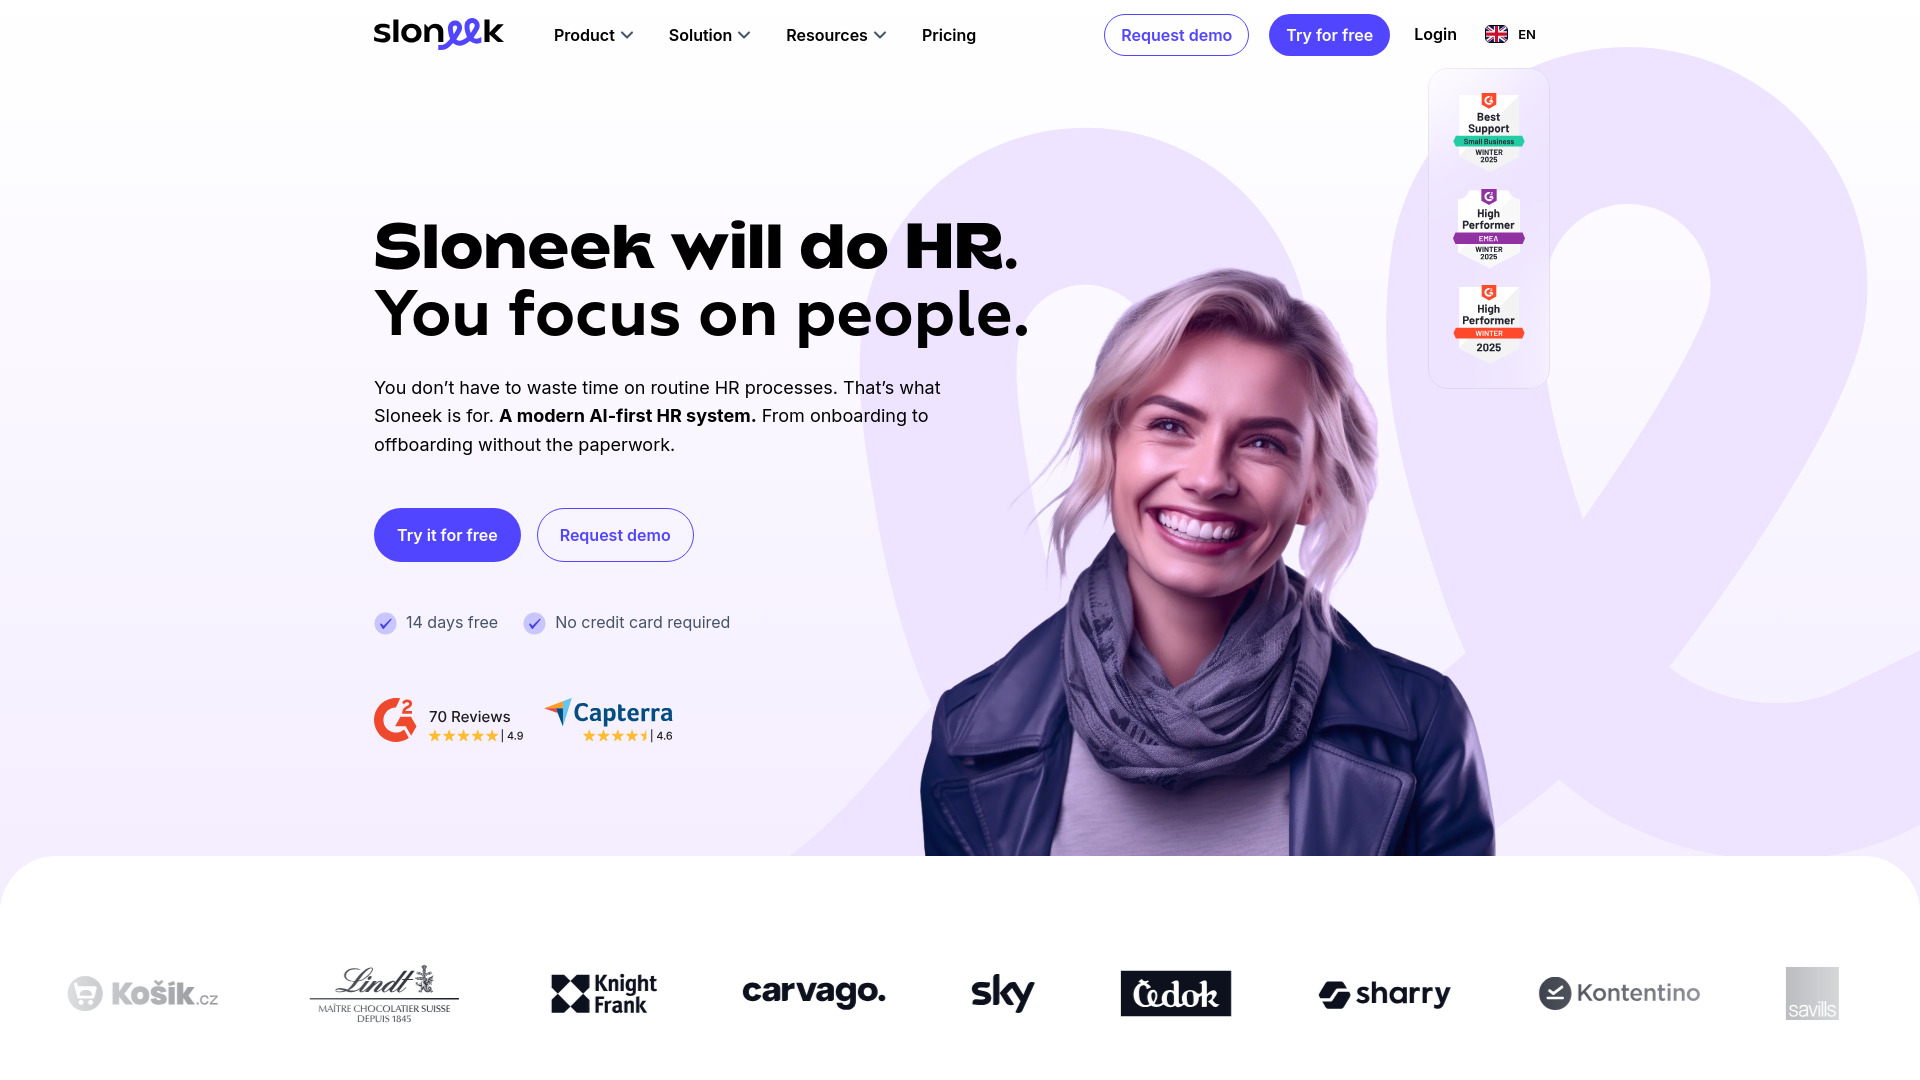 sloneek
Product
Solution
Resources
Pricing
Request demo
Try for free
Login
EN
Best
Support
Small Business
WINTER
2025
High
Performer
EMEA
WINTER
2025
High
Performer
WINTER
2025
Sloneek will do HR.
You focus on people.
You don’t have to waste time on routine HR processes. That’s what
Sloneek is for. A modern AI-first HR system. From onboarding to
offboarding without the paperwork.
Try it for free
Request demo
14 days free
No credit card required
G2
70 Reviews
| 4.9
Capterra
| 4.6
Košík.cz
Lindt
MAÎTRE CHOCOLATIER SUISSE
DEPUIS 1845
Knight
Frank
carvago.
sky
Čedok
sharry
Kontentino
savills